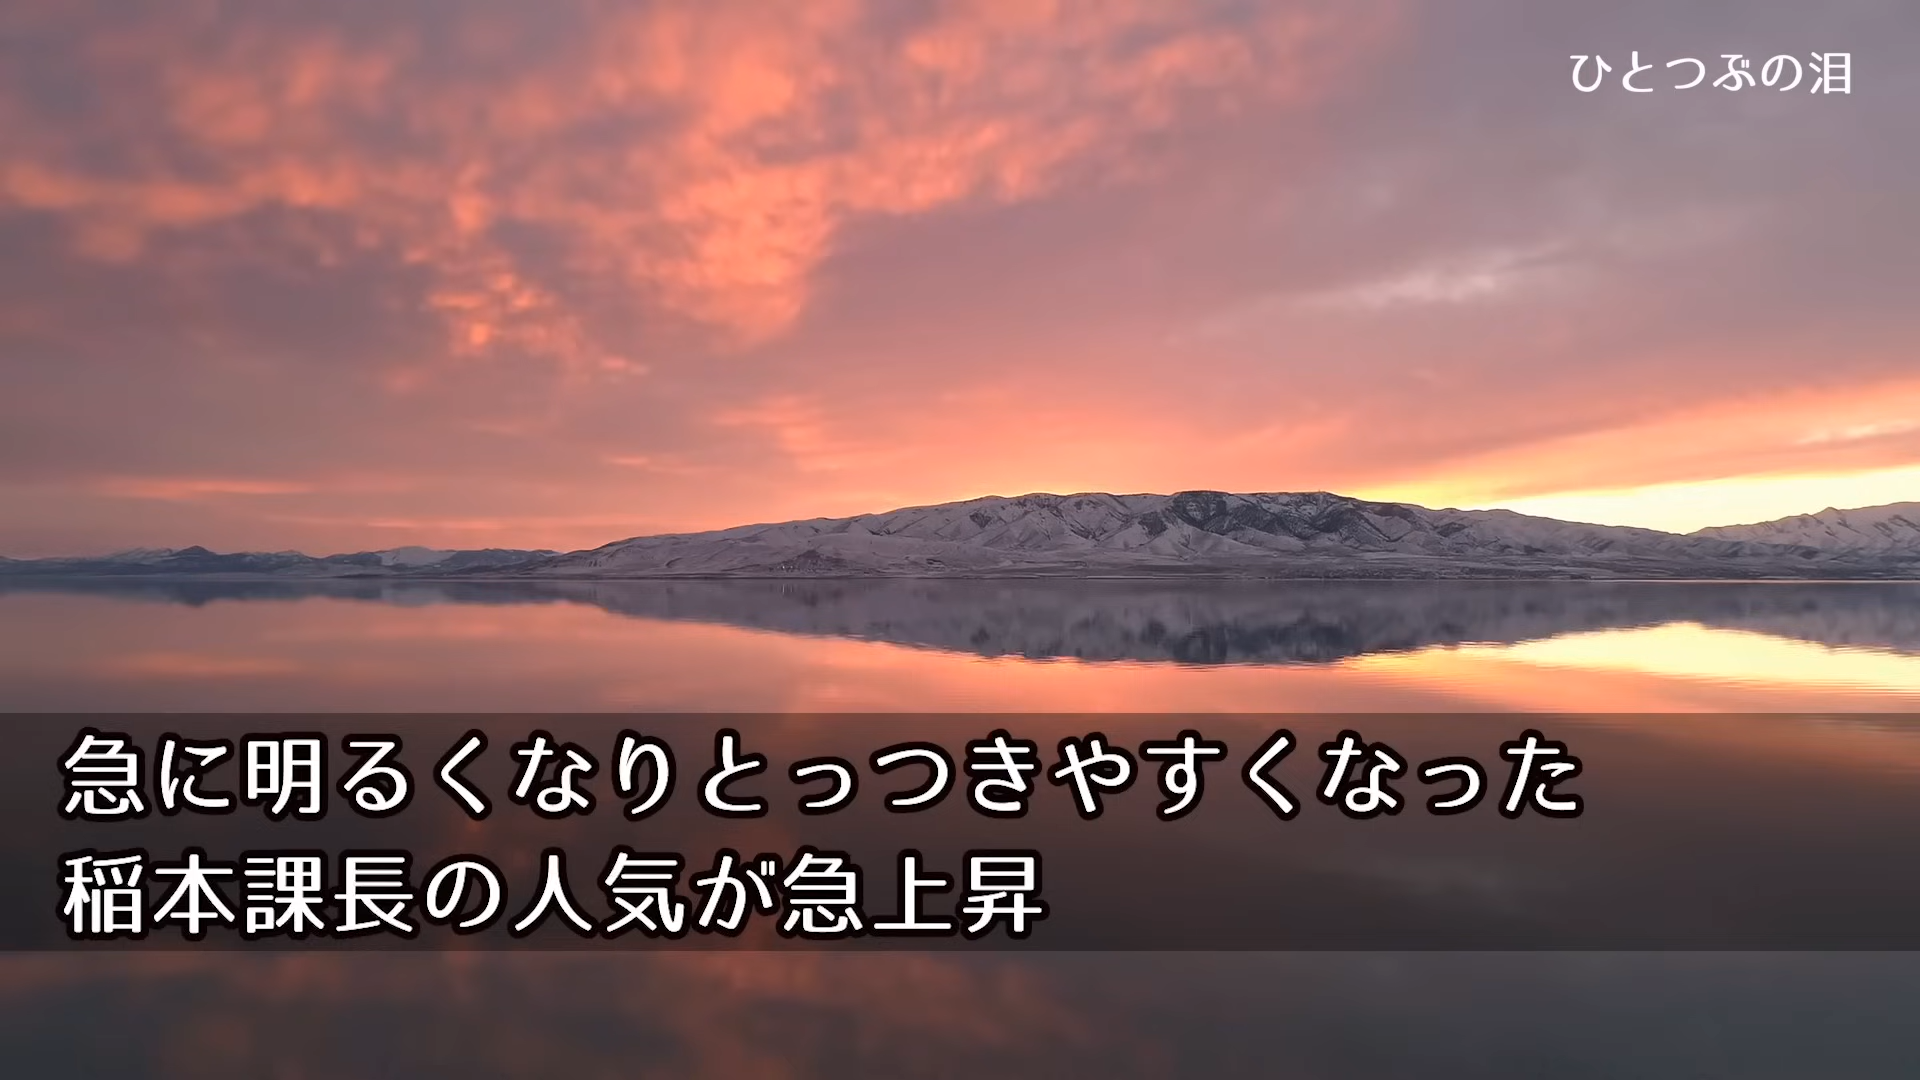 ひとつぶの泪
急に明るくなりとっつきやすくなった
稲本課長の人気が急上昇